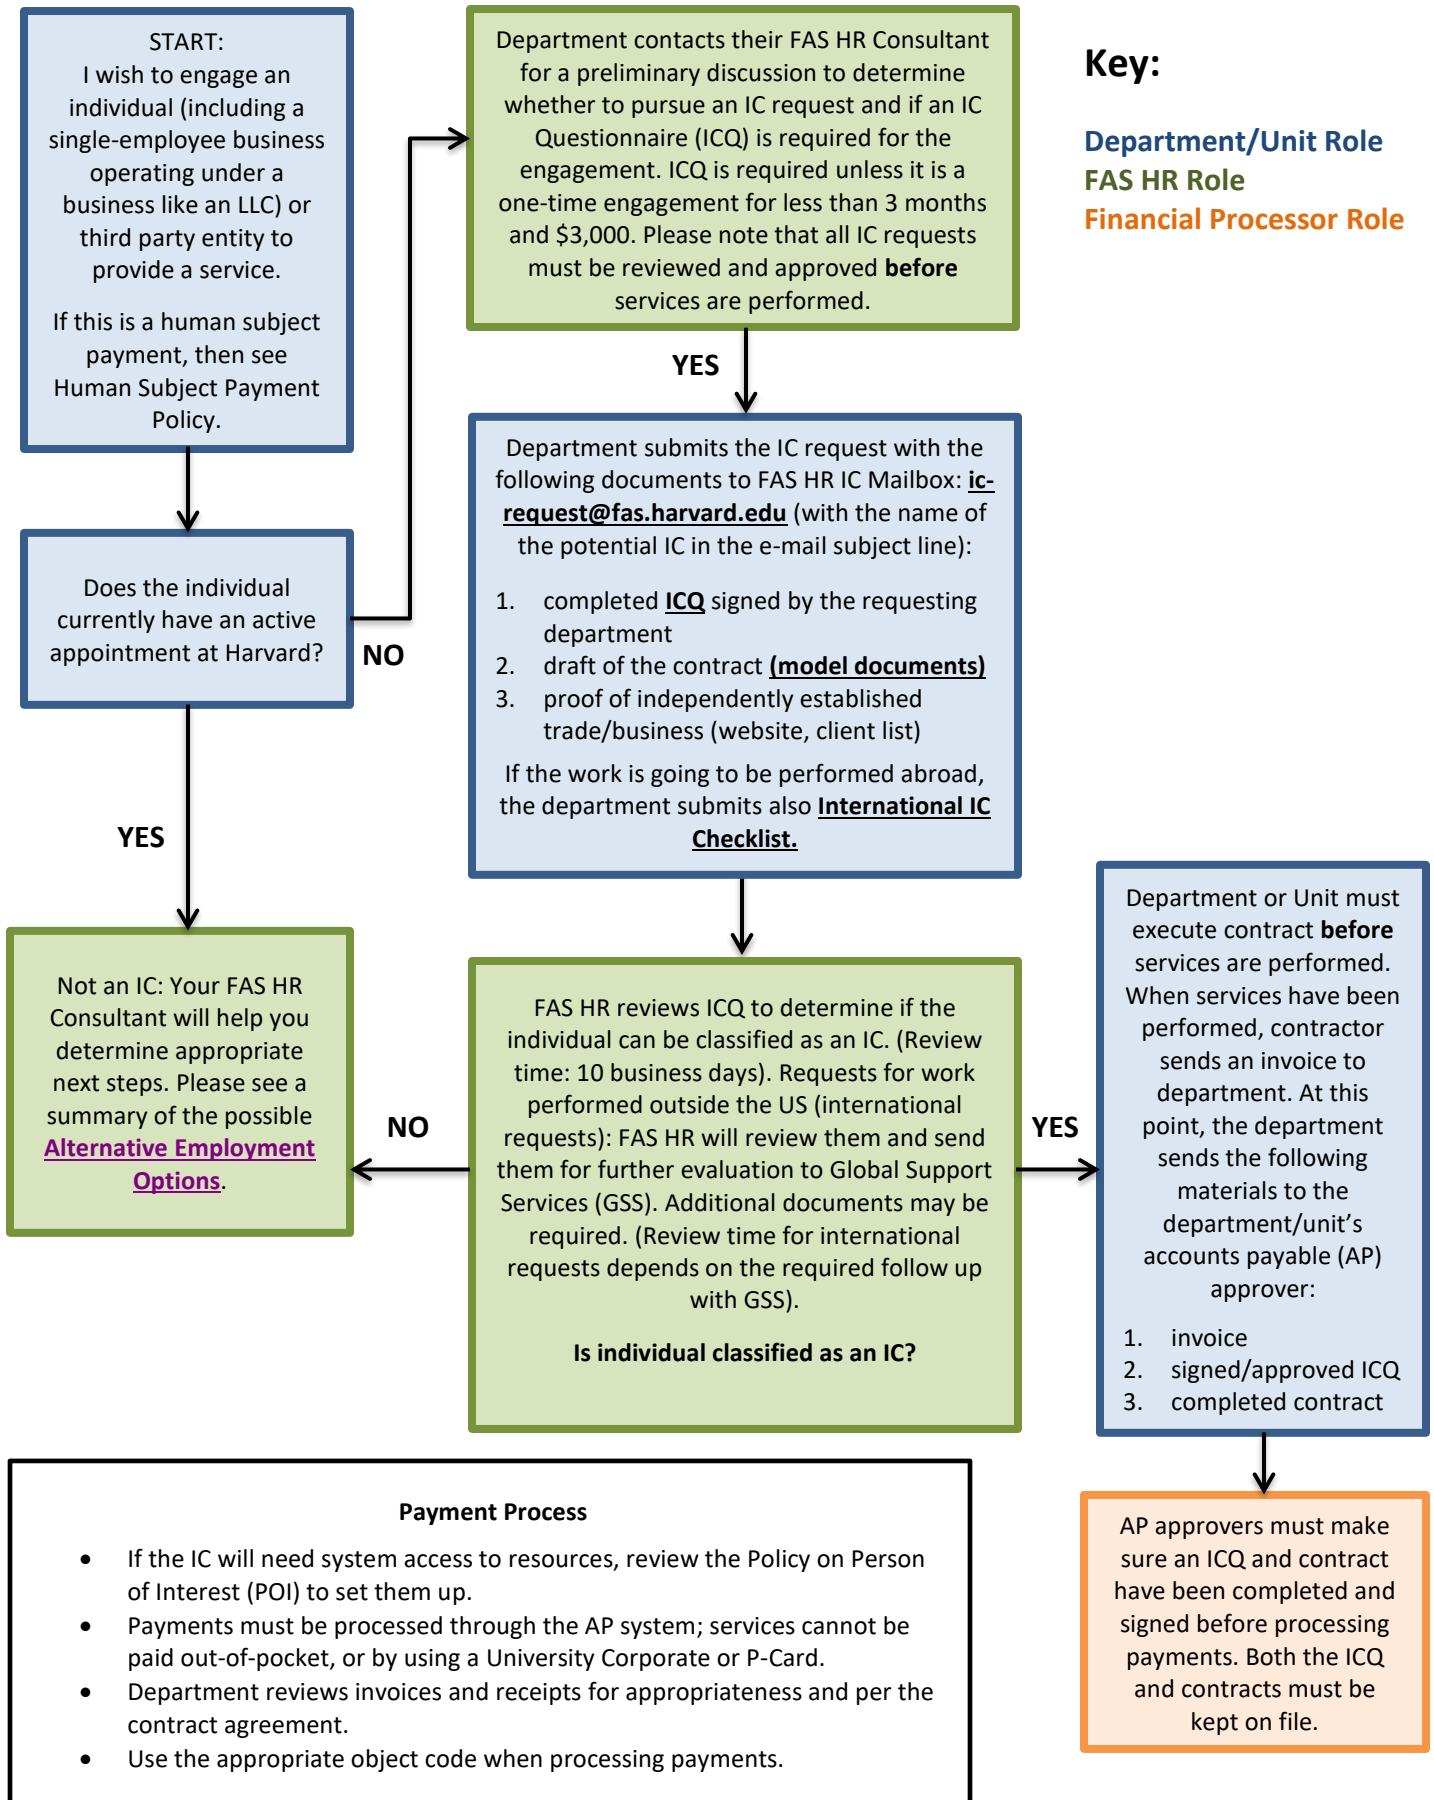 START:
I wish to engage an
individual (including a
single-employee business
operating under a
business like an LLC) or
third party entity to
provide a service.
If this is a human subject
payment, then see
Human Subject Payment
Policy.
Does the individual
currently have an active
appointment at Harvard?
NO
YES
Not an IC: Your FAS HR
Consultant will help you
determine appropriate
next steps. Please see a
summary of the possible
Alternative Employment
Options.
Department contacts their FAS HR Consultant
for a preliminary discussion to determine
whether to pursue an IC request and if an IC
Questionnaire (ICQ) is required for the
engagement. ICQ is required unless it is a
one-time engagement for less than 3 months
and $3,000. Please note that all IC requests
must be reviewed and approved before
services are performed.
YES
Department submits the IC request with the
following documents to FAS HR IC Mailbox: ic-
request@fas.harvard.edu (with the name of
the potential IC in the e-mail subject line):
1. completed ICQ signed by the requesting
department
2. draft of the contract (model documents)
3. proof of independently established
trade/business (website, client list)
If the work is going to be performed abroad,
the department submits also International IC
Checklist.
FAS HR reviews ICQ to determine if the
individual can be classified as an IC. (Review
time: 10 business days). Requests for work
performed outside the US (international
requests): FAS HR will review them and send
them for further evaluation to Global Support
Services (GSS). Additional documents may be
required. (Review time for international
requests depends on the required follow up
with GSS).
Is individual classified as an IC?
NO
YES
Key:
Department/Unit Role
FAS HR Role
Financial Processor Role
Department or Unit must
execute contract before
services are performed.
When services have been
performed, contractor
sends an invoice to
department. At this
point, the department
sends the following
materials to the
department/unit’s
accounts payable (AP)
approver:
1. invoice
2. signed/approved ICQ
3. completed contract
AP approvers must make
sure an ICQ and contract
have been completed and
signed before processing
payments. Both the ICQ
and contracts must be
kept on file.
Payment Process
• If the IC will need system access to resources, review the Policy on Person
of Interest (POI) to set them up.
• Payments must be processed through the AP system; services cannot be
paid out-of-pocket, or by using a University Corporate or P-Card.
• Department reviews invoices and receipts for appropriateness and per the
contract agreement.
• Use the appropriate object code when processing payments.